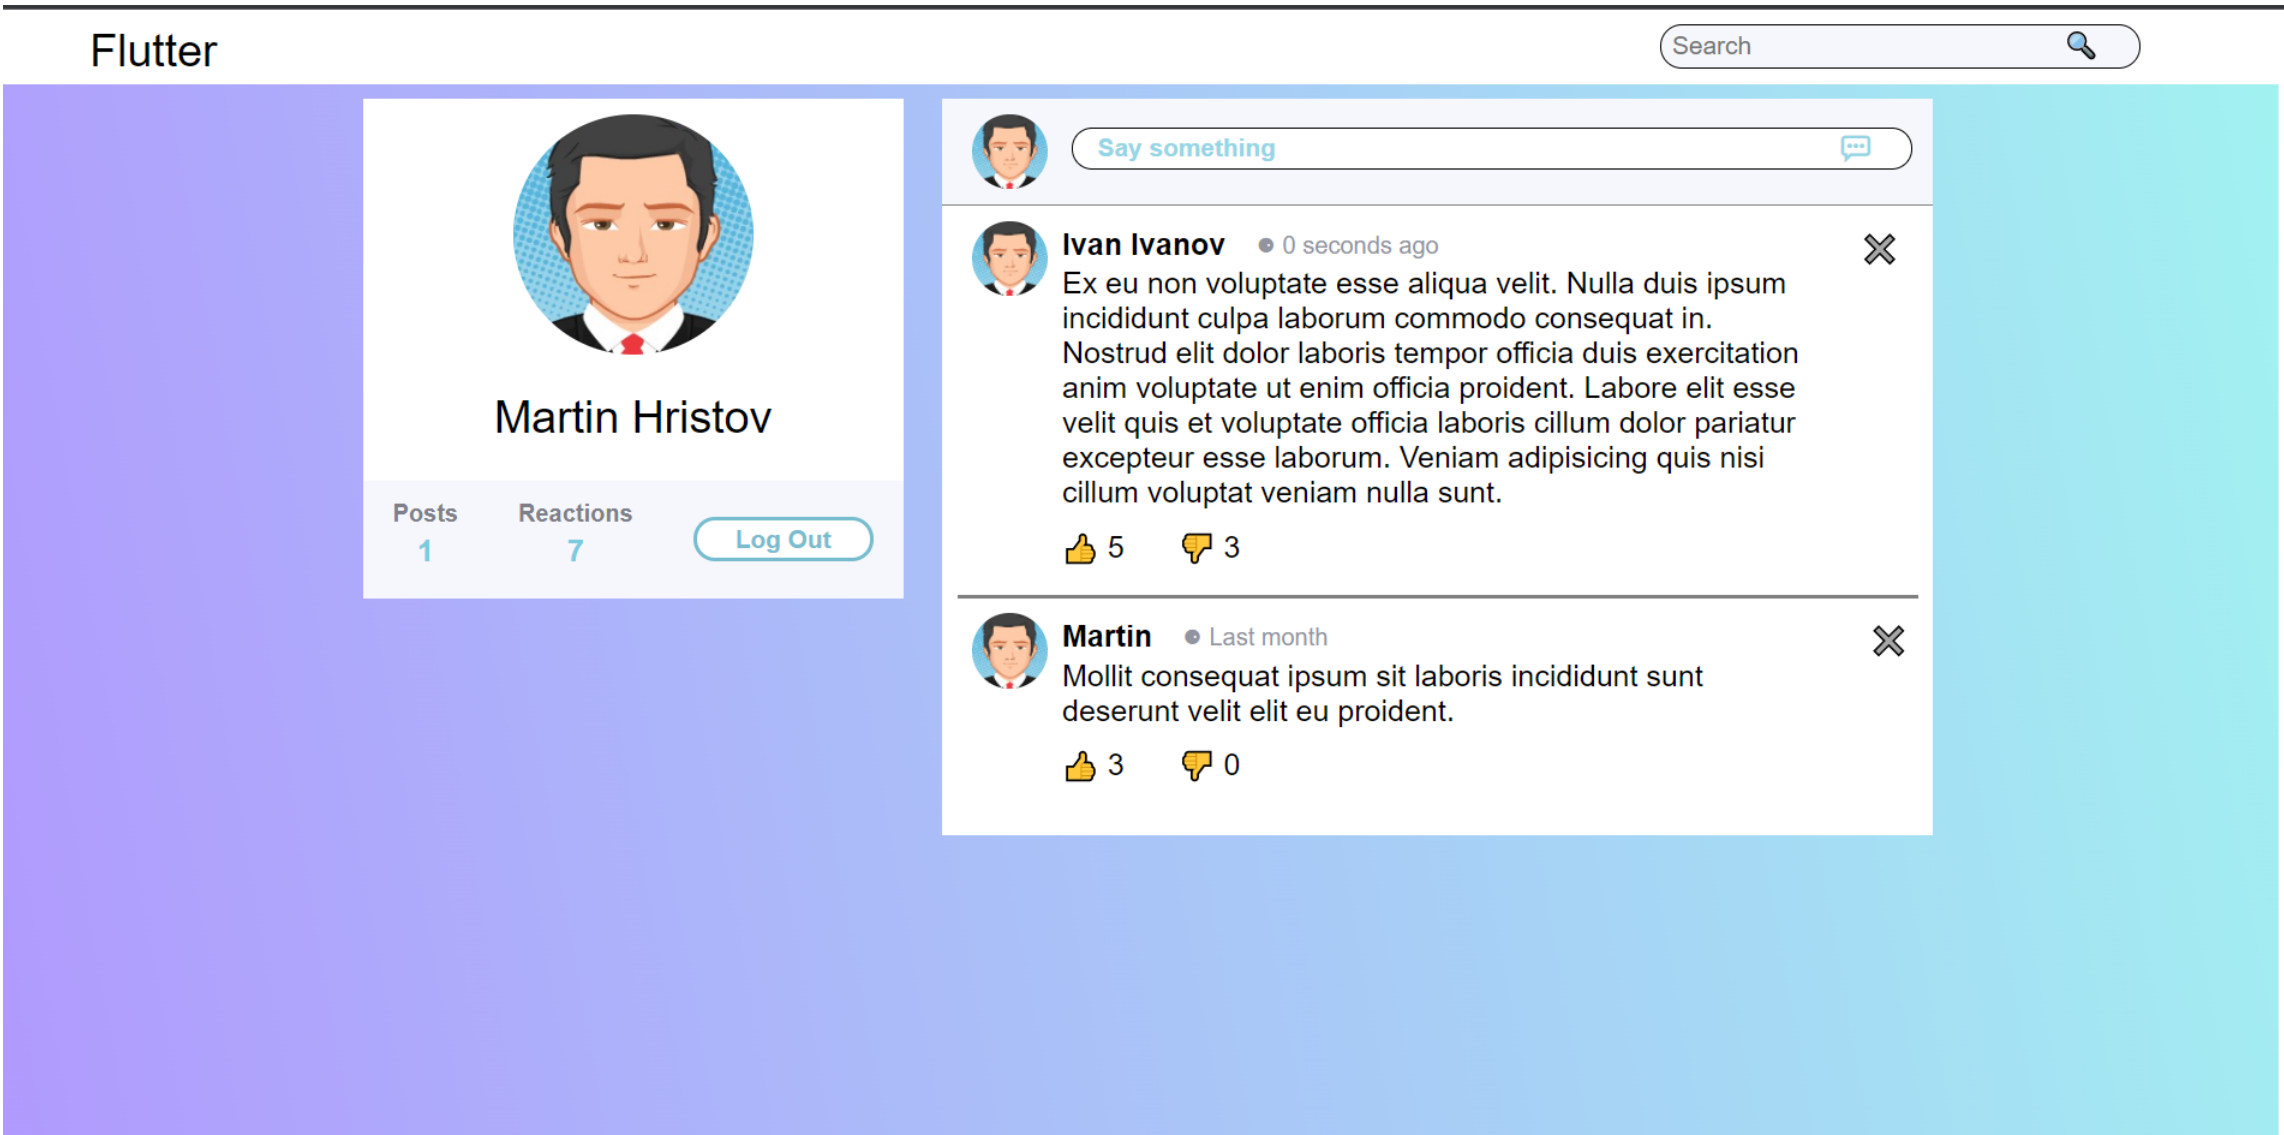 Flutter
Search
Martin Hristov
Posts
1
Reactions
7
Log Out
Say something
Ivan Ivanov 0 seconds ago
Ex eu non voluptate esse aliqua velit. Nulla duis ipsum
incididunt culpa laborum commodo consequat in.
Nostrud elit dolor laboris tempor officia duis exercitation
anim voluptate ut enim officia proident. Labore elit esse
velit quis et voluptate officia laboris cillum dolor pariatur
excepteur esse laborum. Veniam adipisicing quis nisi
cillum voluptat veniam nulla sunt.
5 3
Martin Last month
Mollit consequat ipsum sit laboris incididunt sunt
deserunt velit elit eu proident.
3 0